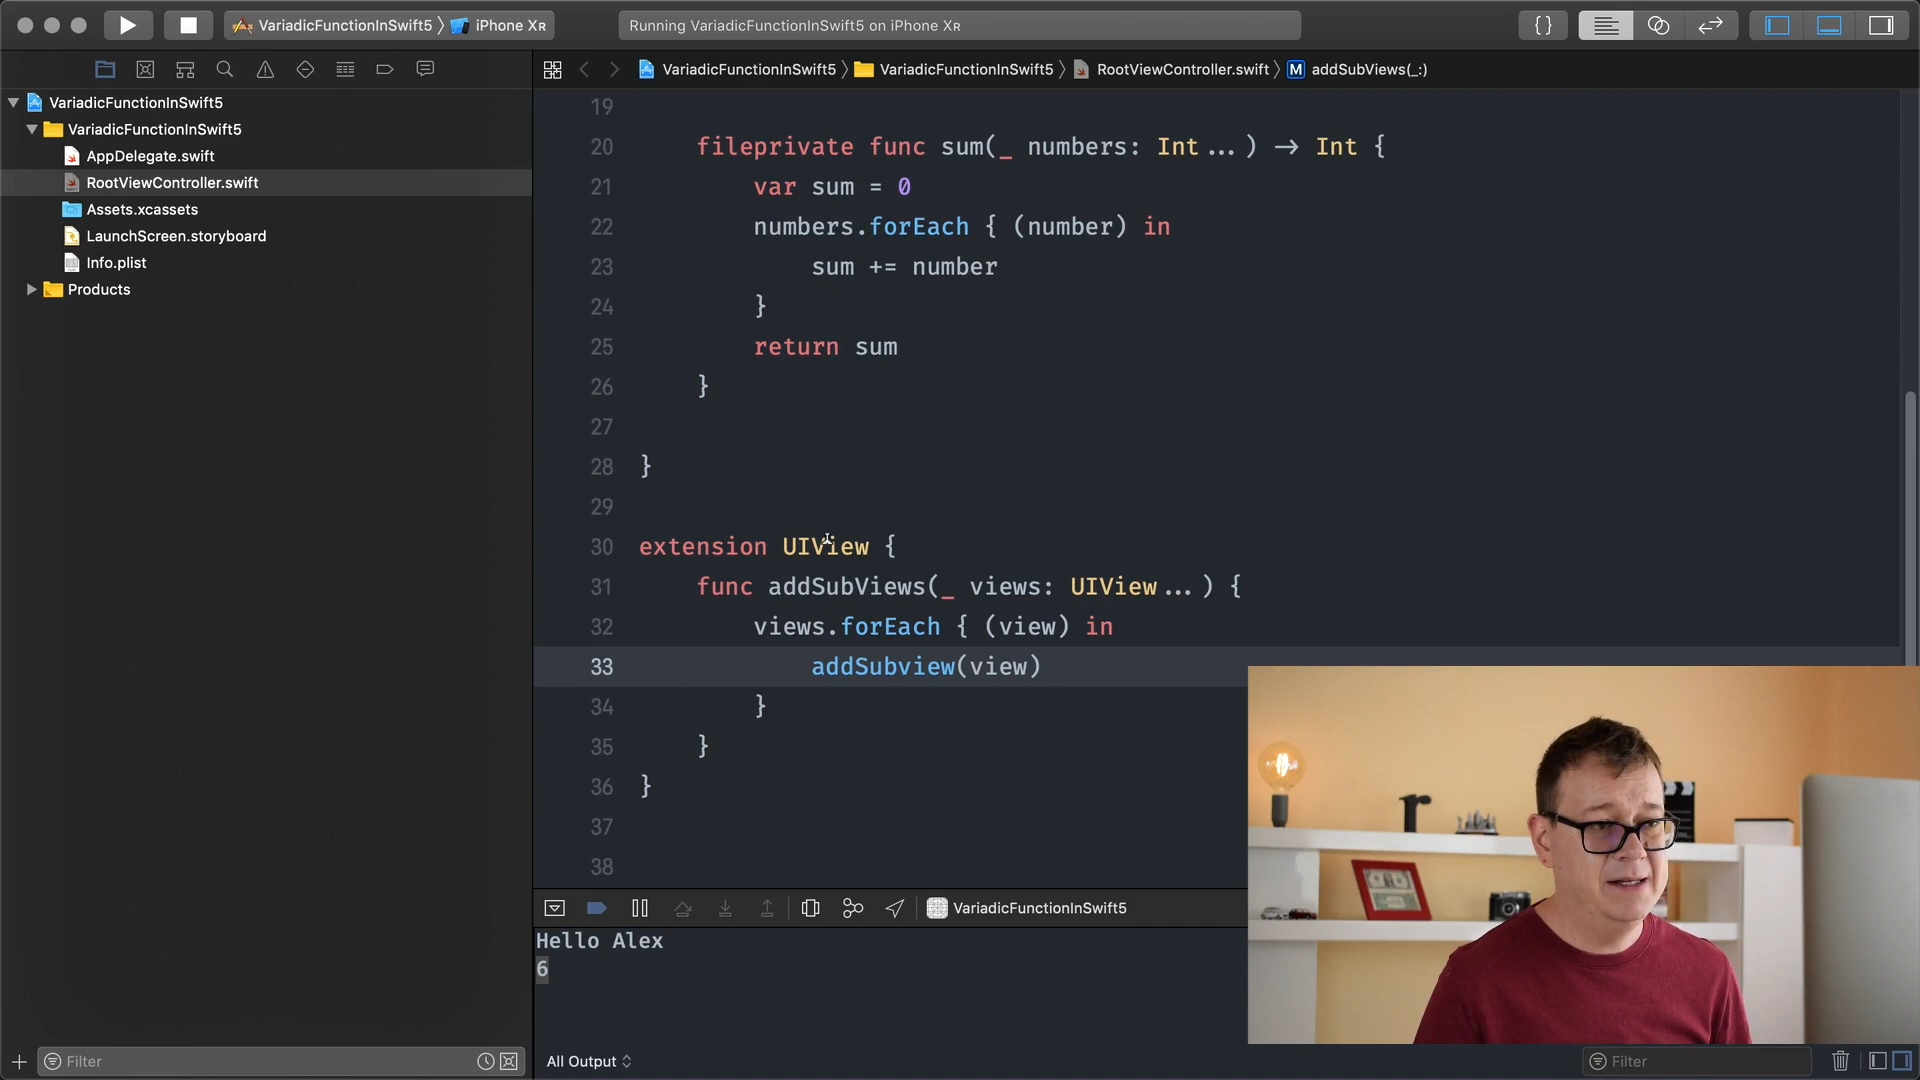 VariadicFunctionInSwift5 〉 iPhone XR
Running VariadicFunctionInSwift5 on iPhone XR
{}
VariadicFunctionInSwift5 〉 VariadicFunctionInSwift5 〉 RootViewController.swift 〉 M addSubViews(_:)
VariadicFunctionInSwift5
VariadicFunctionInSwift5
AppDelegate.swift
RootViewController.swift
Assets.xcassets
LaunchScreen.storyboard
Info.plist
Products
19
20 fileprivate func sum(_ numbers: Int...) → Int {
21 var sum = 0
22 numbers.forEach { (number) in
23 sum += number
24 }
25 return sum
26 }
27
28 }
29
30 extension UIView {
31 func addSubViews(_ views: UIView...) {
32 views.forEach { (view) in
33 addSubview(view)
34 }
35 }
36 }
37
38
VariadicFunctionInSwift5
Hello Alex
6
Filter
All Output
Filter